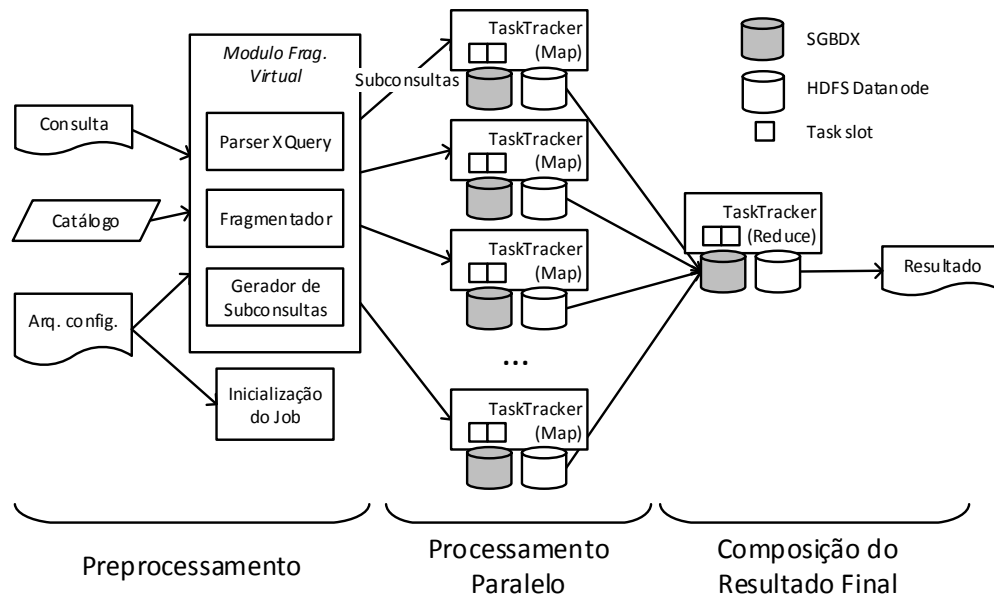 Modulo Frag.
Virtual
Consulta
Catálogo
Arq. config.
Parser XQuery
Fragmentador
Gerador de
Subconsultas
Inicialização
do Job
Subconsultas
TaskTracker
(Map)
TaskTracker
(Map)
TaskTracker
(Map)
...
TaskTracker
(Map)
SGBDX
HDFS Datanode
Task slot
TaskTracker
(Reduce)
Resultado
Preprocessamento
Processamento
Paralelo
Composição do
Resultado Final